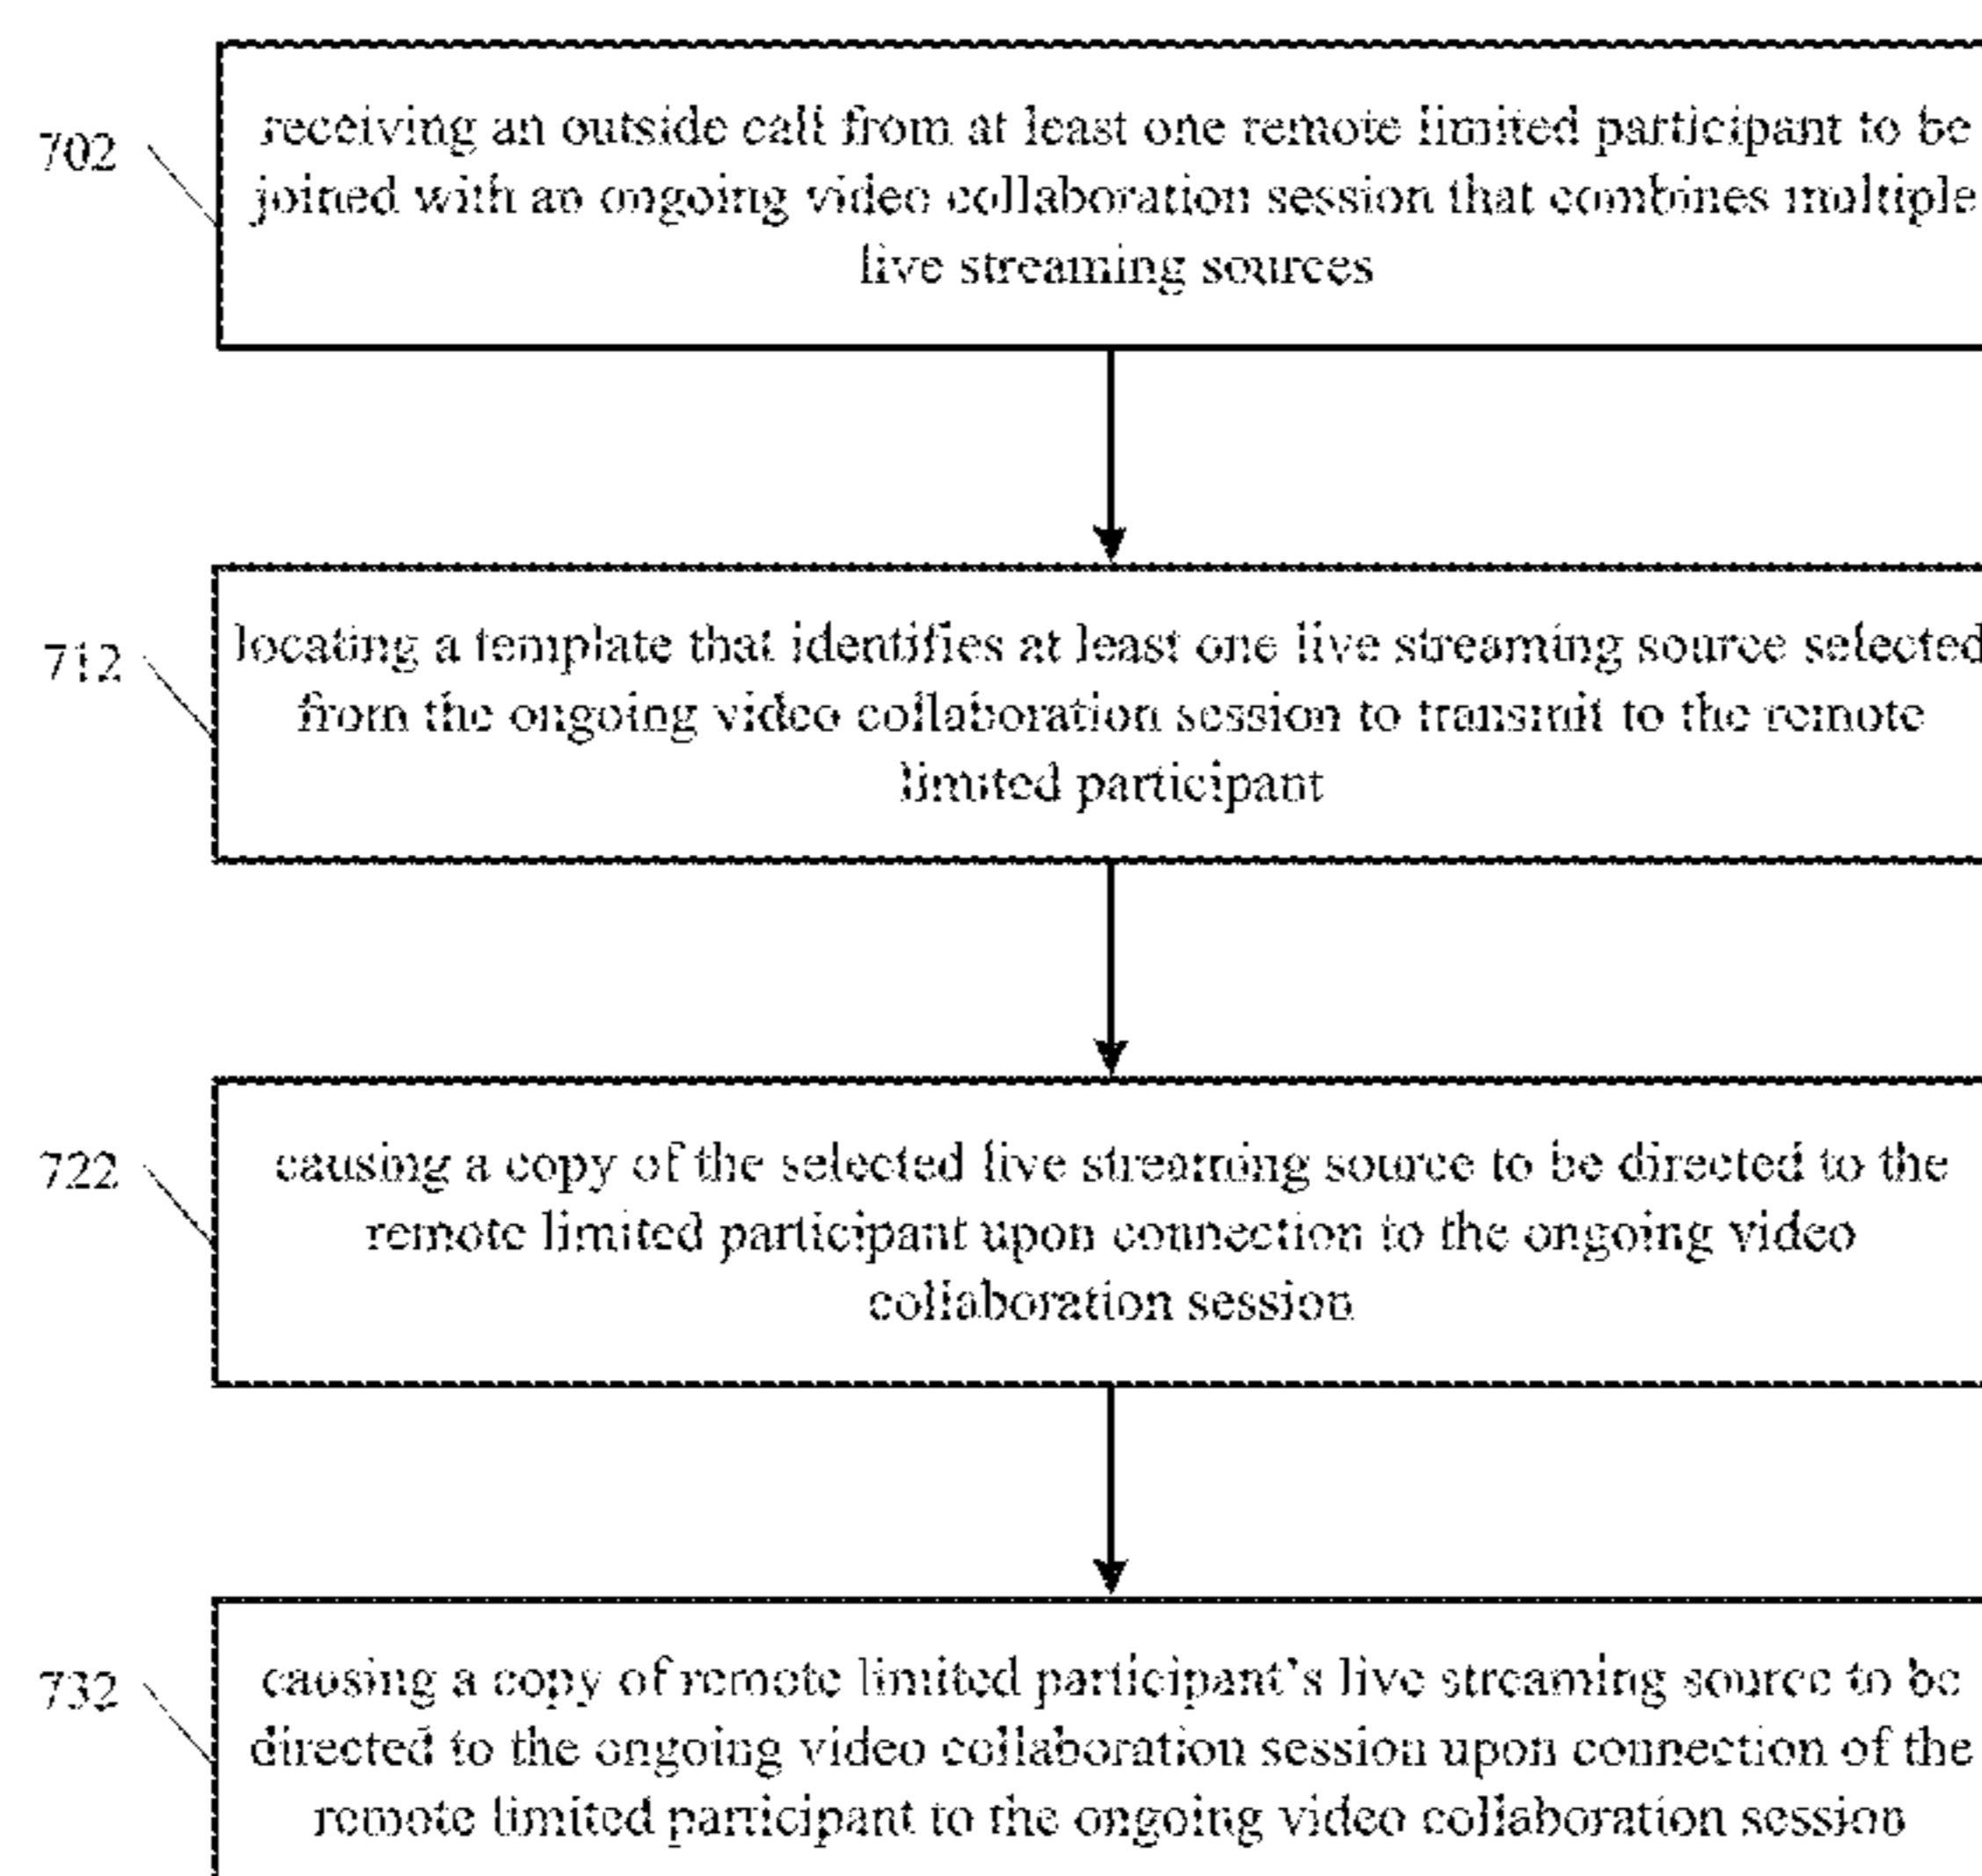 702
receiving an outside call from at least one remote limited participant to be
joined with an ongoing video collaboration session that combines multiple
live streaming sources
712
locating a template that identifies at least one live streaming source selected
from the ongoing video collaboration session to transmit to the remote
limited participant
722
causing a copy of the selected live streaming source to be directed to the
remote limited participant upon connection to the ongoing video
collaboration session
732
causing a copy of remote limited participant's live streaming source to be
directed to the ongoing video collaboration session upon connection of the
remote limited participant to the ongoing video collaboration session